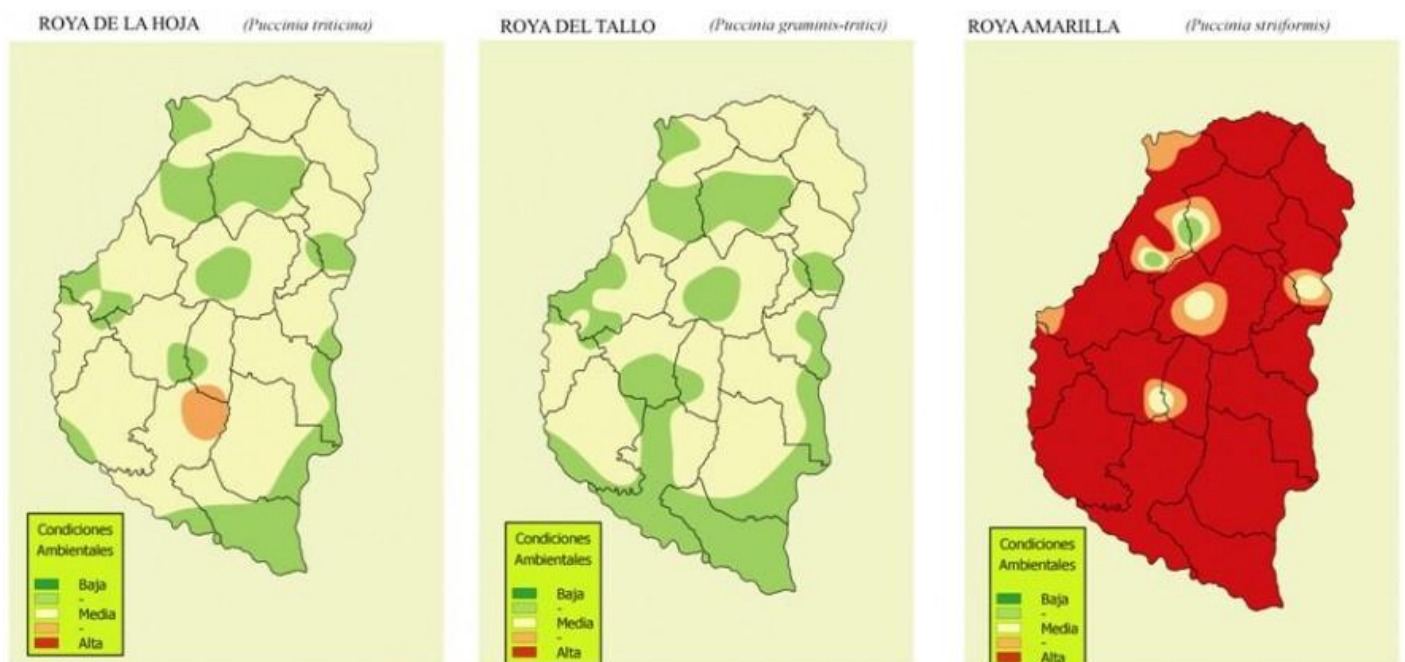 ROYA DE LA HOJA (Puccinia triticina)
Condiciones
Ambientales
Baja
-
Media
-
Alta
ROYA DEL TALLO (Puccinia graminis-tritici)
Condiciones
Ambientales
Baja
-
Media
-
Alta
ROYA AMARILLA (Puccinia striiformis)
Condiciones
Ambientales
Baja
-
Media
-
Alta